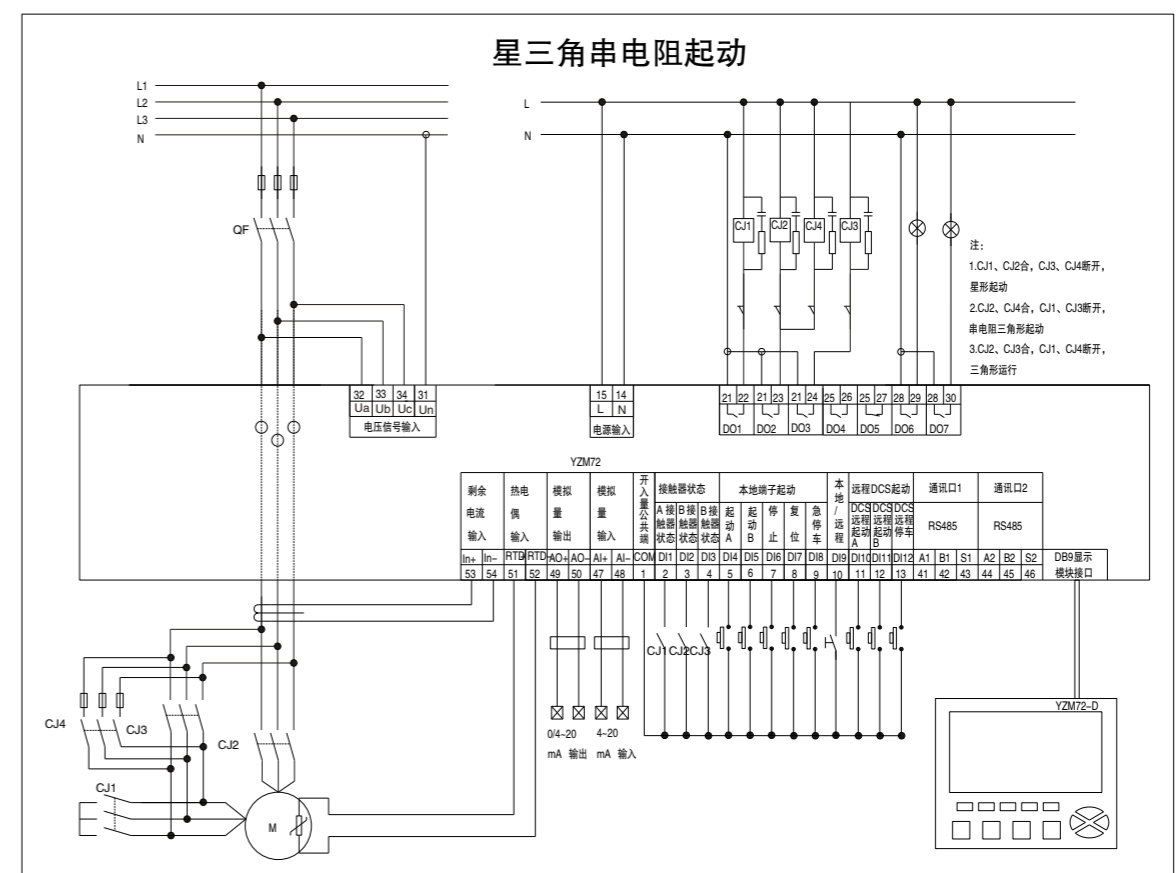 星三角串电阻起动
L1
L2
L3
N
L
N
QF
CJ1
CJ2
CJ4
CJ3
注：
1.CJ1、CJ2合，CJ3、CJ4断开，
星形起动
2.CJ2、CJ4合，CJ1、CJ3断开，
串电阻三角形起动
3.CJ2、CJ3合，CJ1、CJ4断开，
三角形运行
32 33 34 31
Ua Ub Uc Un
电压信号输入
15 14
L N
电源输入
21 22 21 23 21 24 25 26 25 27 28 29 28 30
DO1 DO2 DO3 DO4 DO5 DO6 DO7
YZM72
剩余
电流
输入
热电
偶
输入
模拟
量
输出
模拟
量
输入
开入量公共端
接触器状态
A接触器状态
B接触器状态
B接触器状态
本地端子起动
起动A
起动B
停止
复位
急停车
本地/远程
远程DCS起动
DCS远程起动A
DCS远程起动B
DCS远程停车
通讯口1
RS485
通讯口2
RS485
In+ In- RTD+ RTD- AO+ AO- AI+ AI- COM DI1 DI2 DI3 DI4 DI5 DI6 DI7 DI8 DI9 DI10 DI11 DI12 A1 B1 S1 A2 B2 S2 DB9显示
53 54 51 52 49 50 47 48 1 2 3 4 5 6 7 8 9 10 11 12 13 41 42 43 44 45 46 模块接口
CJ1 CJ2 CJ3
0/4~20
mA 输出
4~20
mA 输入
CJ4
CJ3
CJ2
CJ1
M
YZM72-D